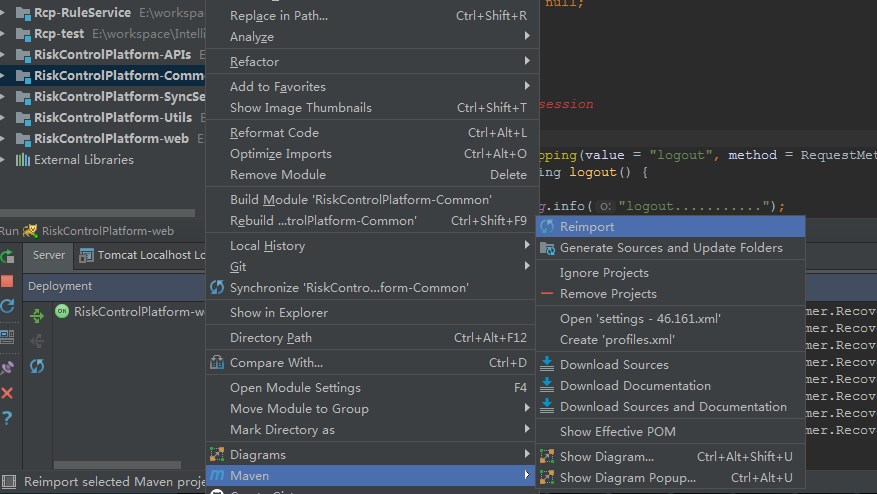 Rcp-RuleService E:\workspace\
Rcp-test E:\workspace\Intelli
RiskControlPlatform-APIs E:\
RiskControlPlatform-Commo
RiskControlPlatform-SyncSe
RiskControlPlatform-Utils E
RiskControlPlatform-web E
External Libraries
Run RiskControlPlatform-web
Server Tomcat Localhost Lo
Deployment
OK RiskControlPlatform-w
Reimport selected Maven proje
Replace in Path... Ctrl+Shift+R
Analyze
Refactor
Add to Favorites
Show Image Thumbnails Ctrl+Shift+T
Reformat Code Ctrl+Alt+L
Optimize Imports Ctrl+Alt+O
Remove Module Delete
Build Module 'RiskControlPlatform-Common'
Rebuild ...trolPlatform-Common' Ctrl+Shift+F9
Local History
Git
Synchronize 'RiskContro...form-Common'
Show in Explorer
Directory Path Ctrl+Alt+F12
Compare With... Ctrl+D
Open Module Settings F4
Move Module to Group
Mark Directory as
Diagrams
Maven
null;
session
pping(value = "logout", method = RequestMet
ing logout() {
g.info( o: "logout...........");
Reimport
Generate Sources and Update Folders
Ignore Projects
Remove Projects
Open 'settings - 46.161.xml'
Create 'profiles.xml'
Download Sources
Download Documentation
Download Sources and Documentation
Show Effective POM
Show Diagram... Ctrl+Alt+Shift+U
Show Diagram Popup... Ctrl+Alt+U
mer.Recov
mer.Recov
mer.Recov
mer.Recov
mer.Recov
mer.Recov
mer.Recov
mer.Recov